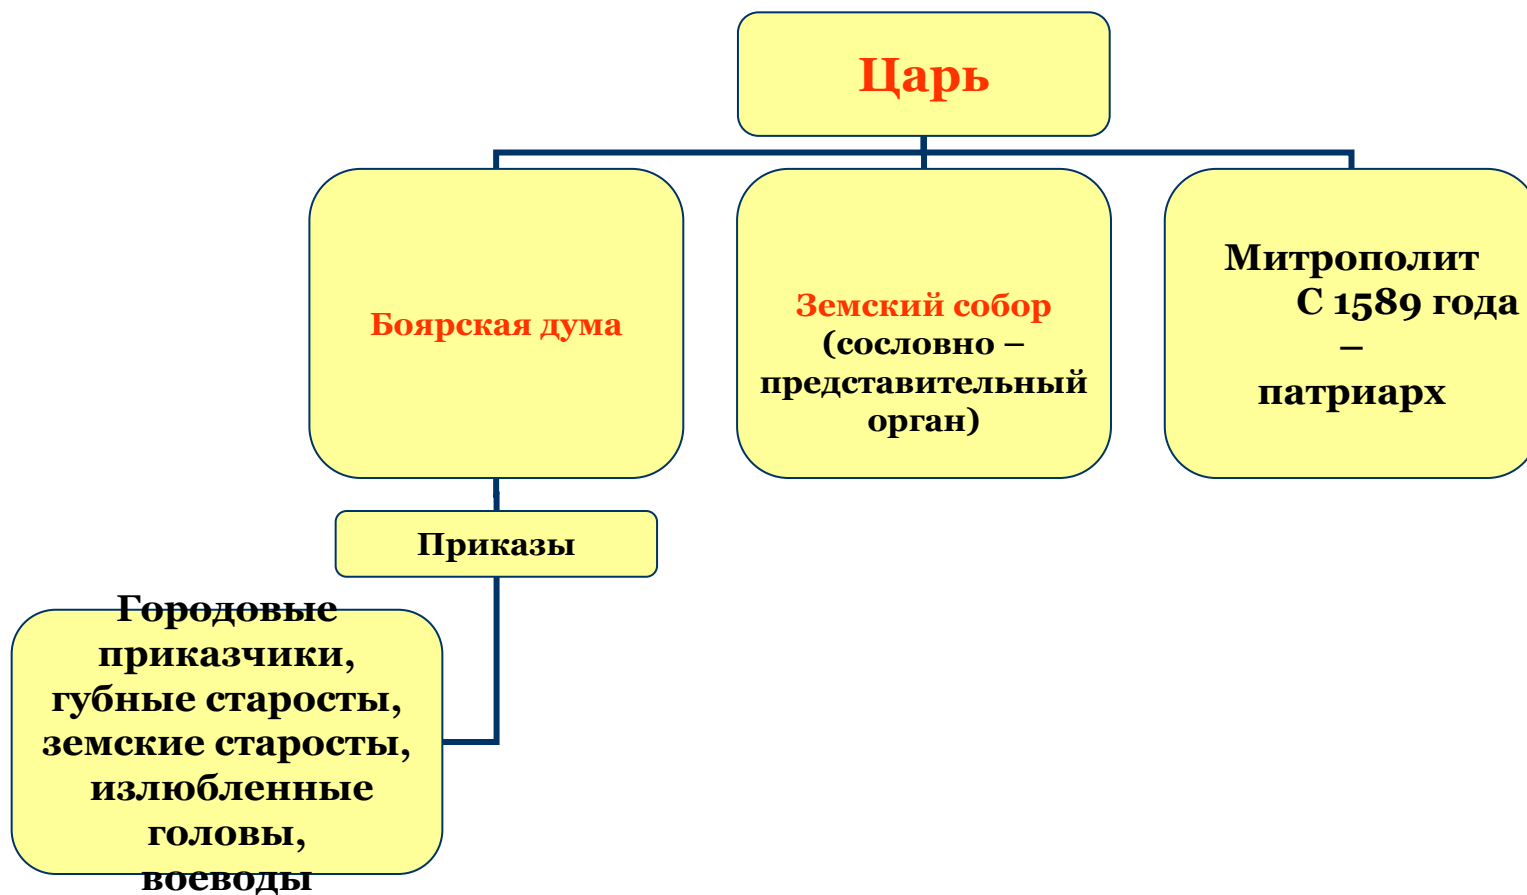 Царь
Боярская дума
Земский собор
(сословно –
представительный
орган)
Митрополит
С 1589 года
–
патриарх
Приказы
Городовые
приказчики,
губные старосты,
земские старосты,
излюбленные
головы,
воеводы